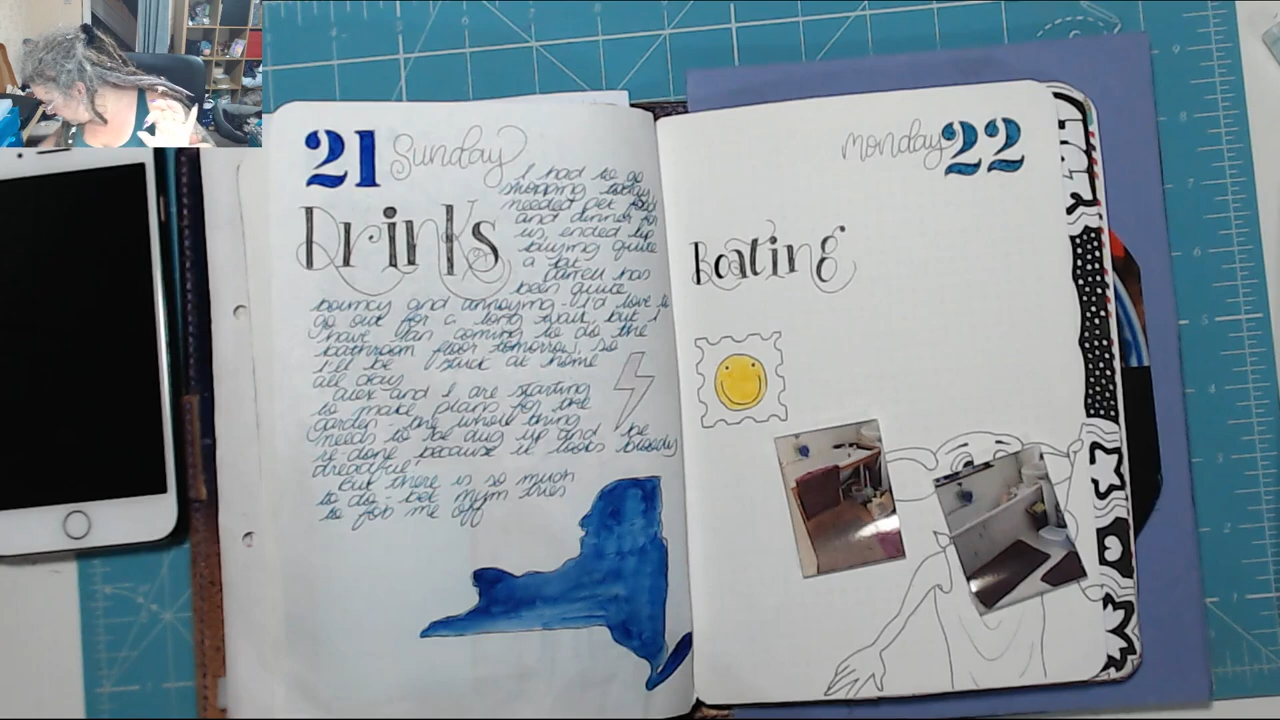 21 Sunday
Drinks
I had to go
shopping today,
needed pet food
and dinner for
us, ended up
buying quite
a lot.
has
been quite
bouncy and annoying - I'd love to
go out for a long walk, but I
have Ian coming to do the
bathroom floor tomorrow, so
I'll be stuck at home
all day
Alex and I are starting
to make plans for the
garden - the whole thing
needs to be dug up and be
re-done because it looks bloody
dreadful!
But there is so much
to do - bet mym tries
to fob me off
monday 22
Boating